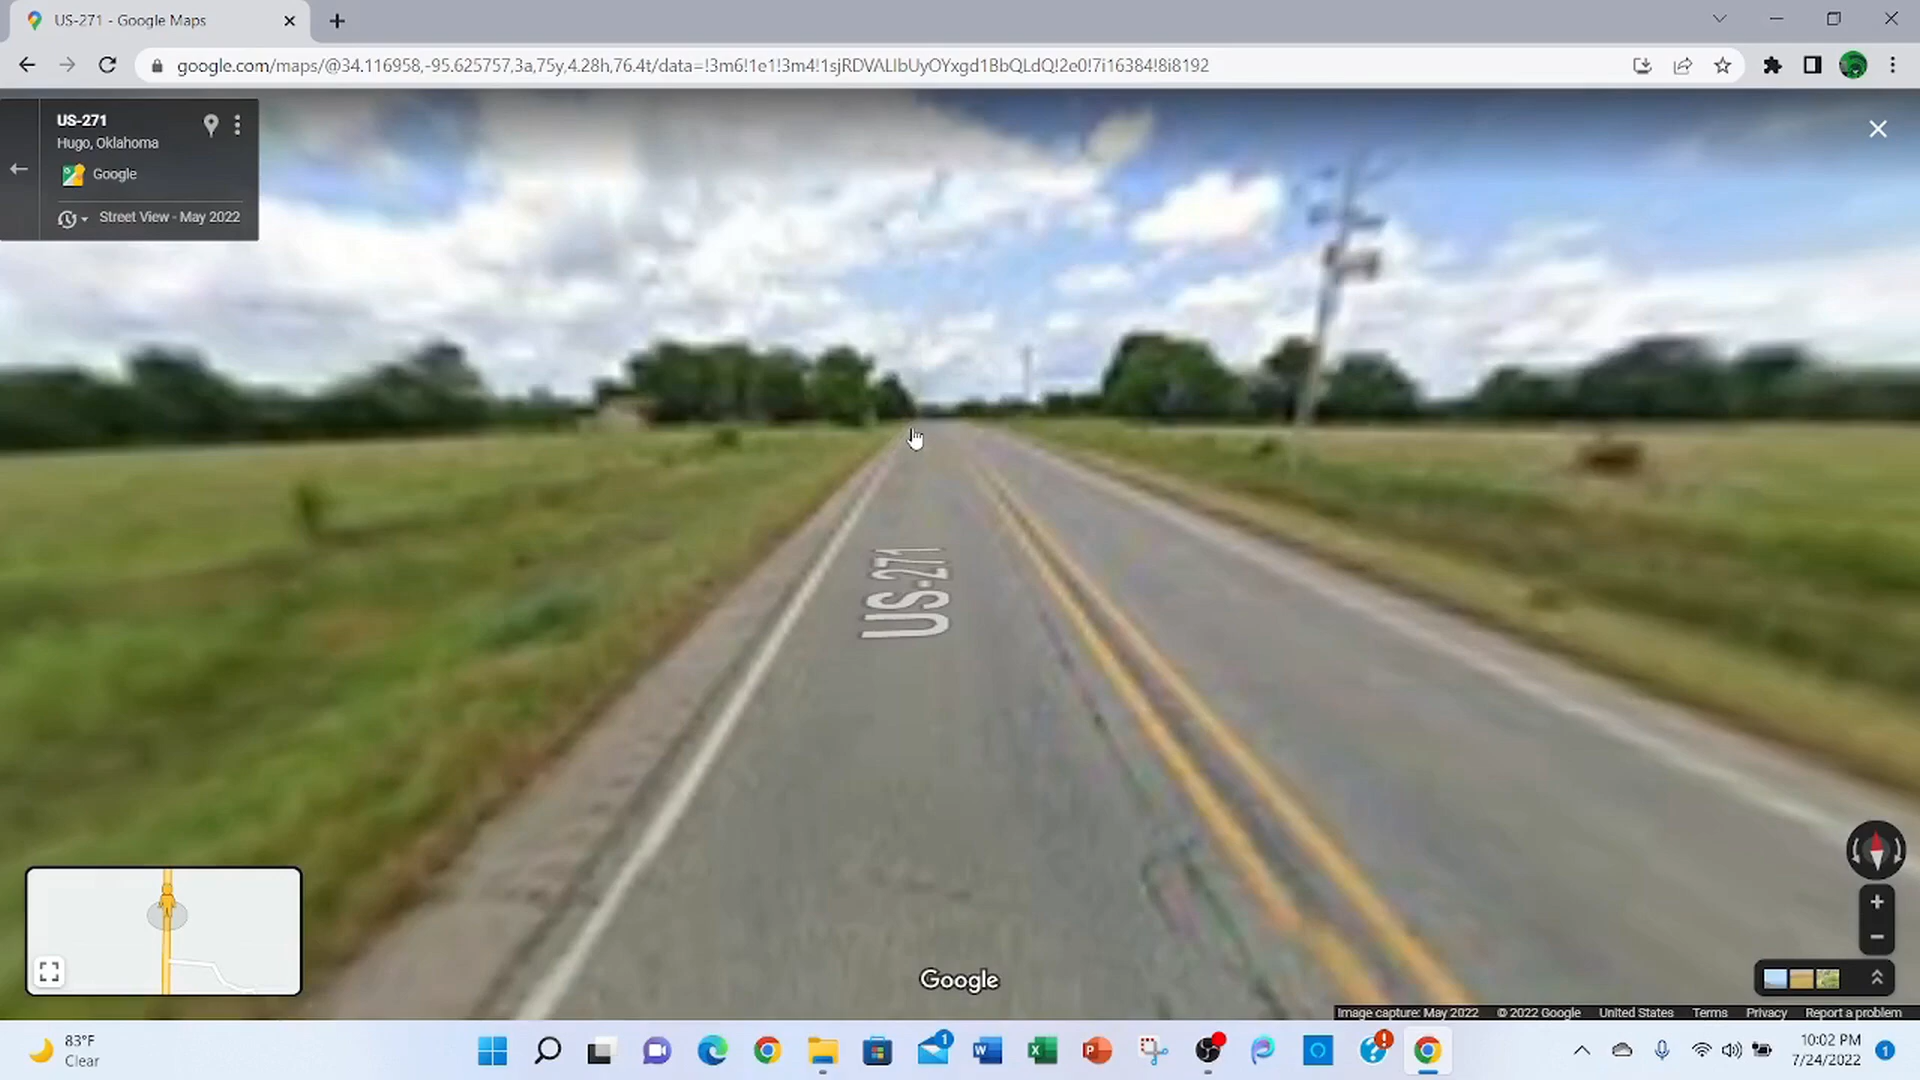 US-271 - Google Maps
google.com/maps/@34.116958,-95.625757,3a,75y,4.28h,76.4t/data=!3m6!1e1!3m4!1sjRDVALlbUyOYxgd1BbQLdQ!2e0!7i16384!8i8192
US-271
Hugo, Oklahoma
Google
Street View - May 2022
US-271
Google
Image capture: May 2022 © 2022 Google United States Terms Privacy Report a problem
83°F
Clear
1
10:02 PM
7/24/2022
1